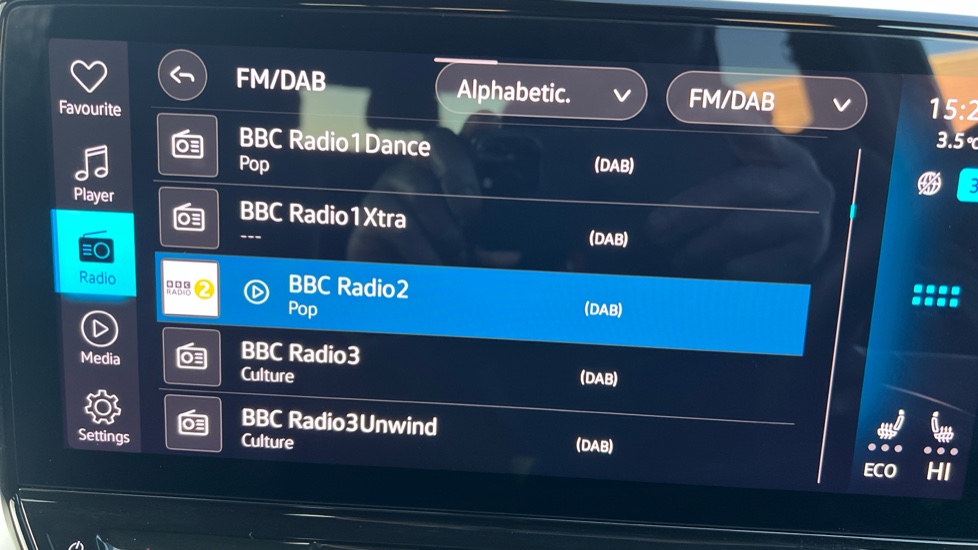 Favourite
Player
Radio
Media
Settings
FM/DAB
Alphabetic.
FM/DAB
BBC Radio1Dance
Pop
(DAB)
BBC Radio1Xtra
---
(DAB)
BBC
RADIO 2
BBC Radio2
Pop
(DAB)
BBC Radio3
Culture
(DAB)
BBC Radio3Unwind
Culture
(DAB)
15:2
3.5°
3
ECO
HI